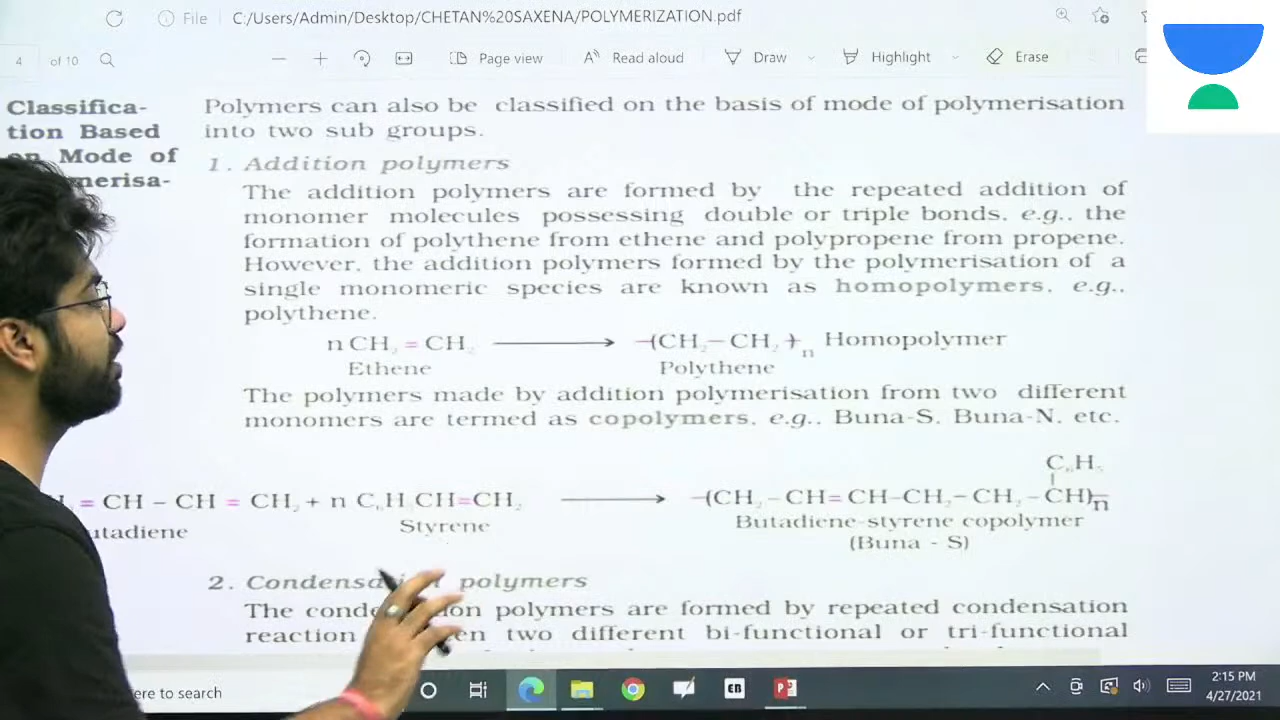 File C:/Users/Admin/Desktop/CHETAN%20SAXENA/POLYMERIZATION.pdf
4 of 10 Page view Read aloud Draw Highlight Erase
Classifica-
tion Based
on Mode of
merisa-
Polymers can also be classified on the basis of mode of polymerisation
into two sub groups.
1. Addition polymers
The addition polymers are formed by the repeated addition of
monomer molecules possessing double or triple bonds, e.g., the
formation of polythene from ethene and polypropene from propene.
However, the addition polymers formed by the polymerisation of a
single monomeric species are known as homopolymers, e.g.,
polythene.
n CH₂ = CH₂ ⟶ -(CH₂ – CH₂ )-n Homopolymer
Ethene Polythene
The polymers made by addition polymerisation from two different
monomers are termed as copolymers, e.g., Buna-S, Buna-N, etc.
C₆H₅
= CH – CH = CH₂ + n C₆H₅CH=CH₂ ⟶ -(CH₂ – CH=CH–CH₂ – CH₂ – CH)-n
utadiene Styrene Butadiene-styrene copolymer
(Buna - S)
2. Condensa polymers
The cond ion polymers are formed by repeated condensation
reaction een two different bi-functional or tri-functional
ere to search
2:15 PM
4/27/2021